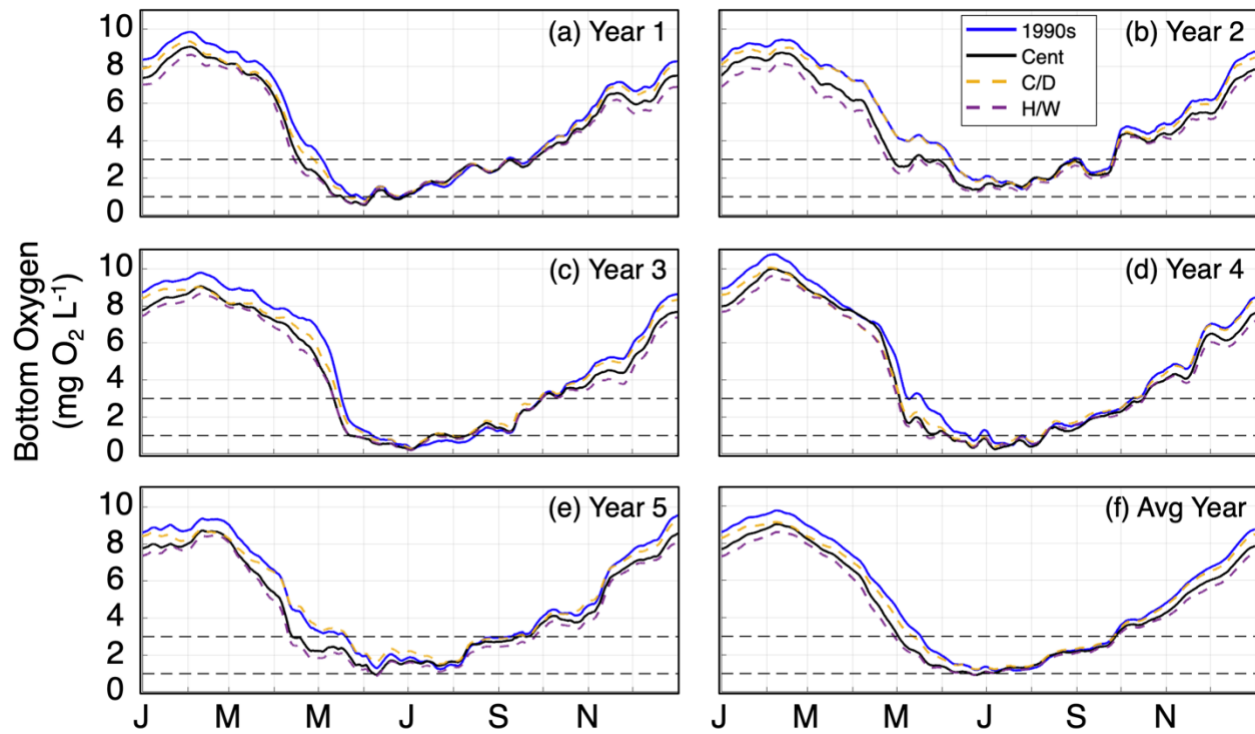 (a) Year 1
(b) Year 2
1990s
Cent
C/D
H/W
10
8
6
4
2
0
(c) Year 3
(d) Year 4
10
8
6
4
2
0
Bottom Oxygen
(mg O₂ L⁻¹)
(e) Year 5
(f) Avg Year
10
8
6
4
2
0
J M M J S N
J M M J S N